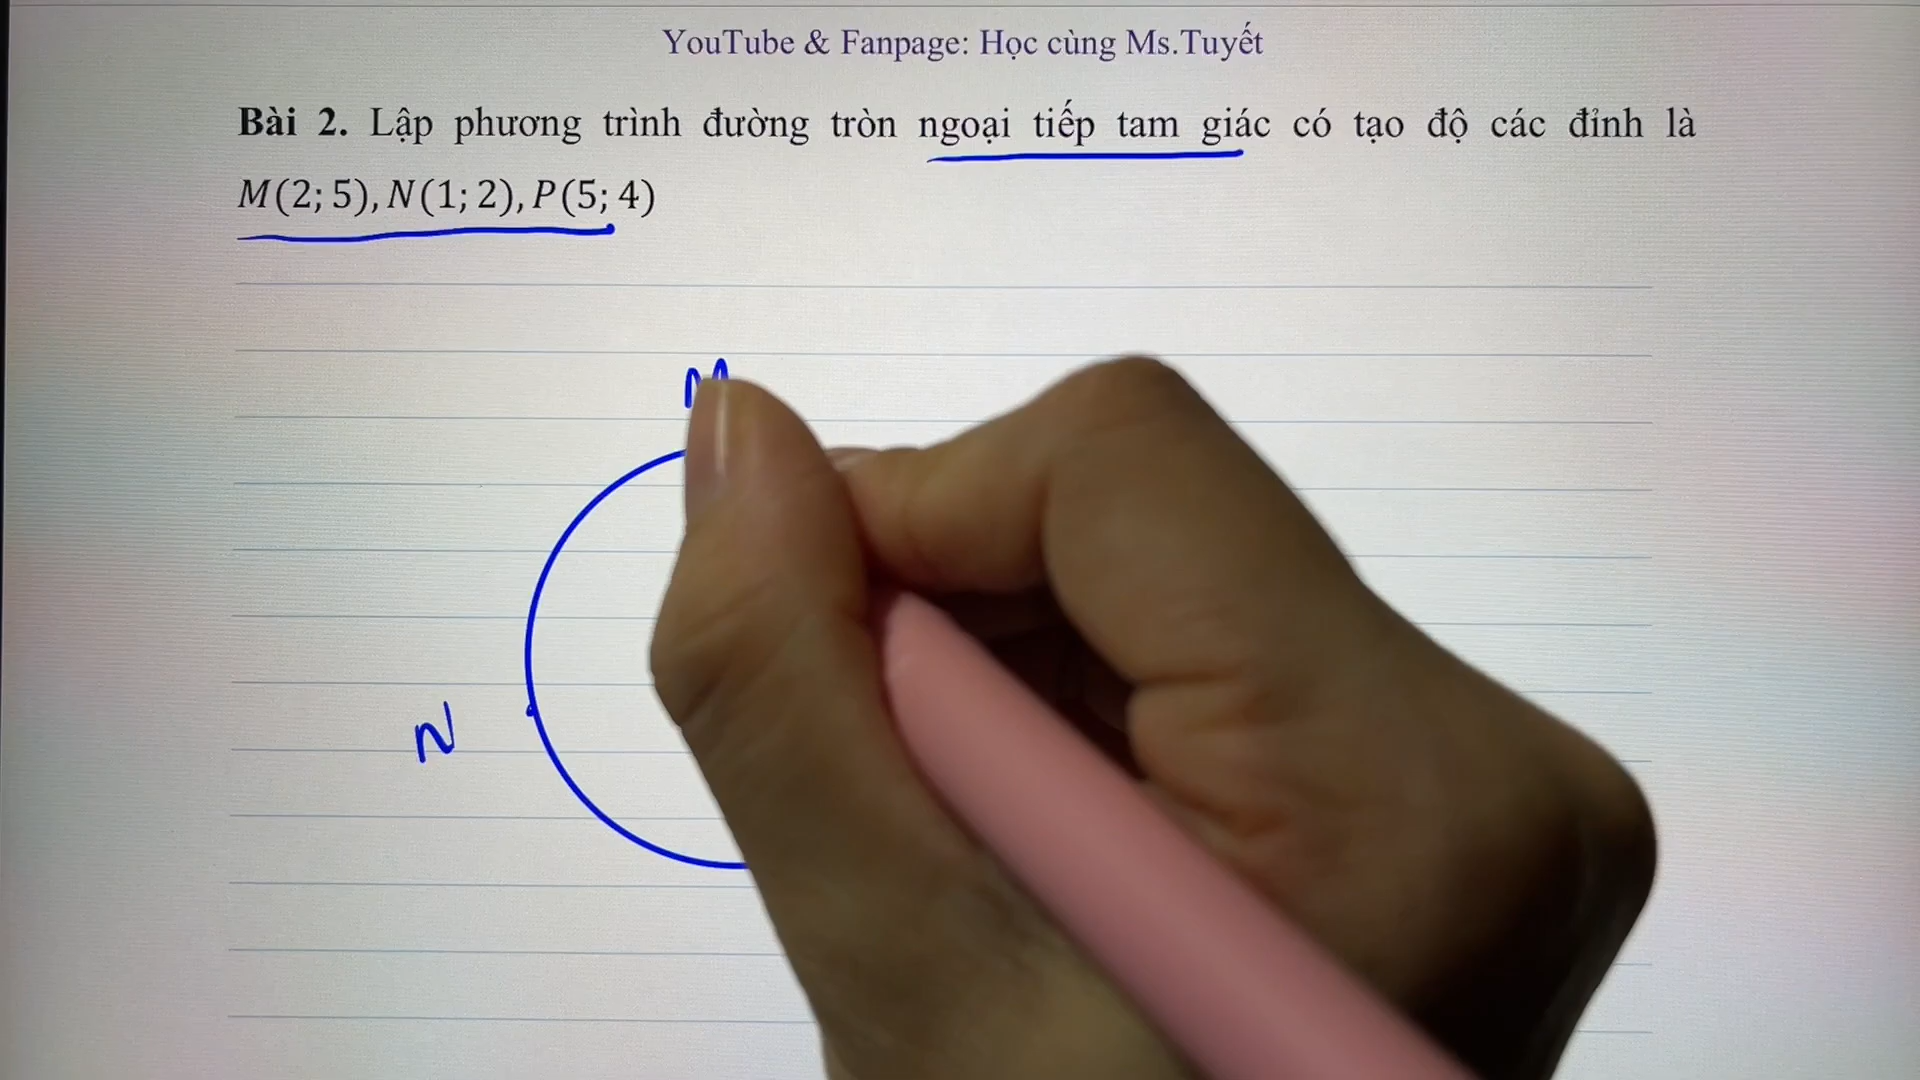 YouTube & Fanpage: Học cùng Ms.Tuyết
Bài 2. Lập phương trình đường tròn ngoại tiếp tam giác có tạo độ các đỉnh là
M(2; 5), N(1; 2), P(5; 4)
M
N